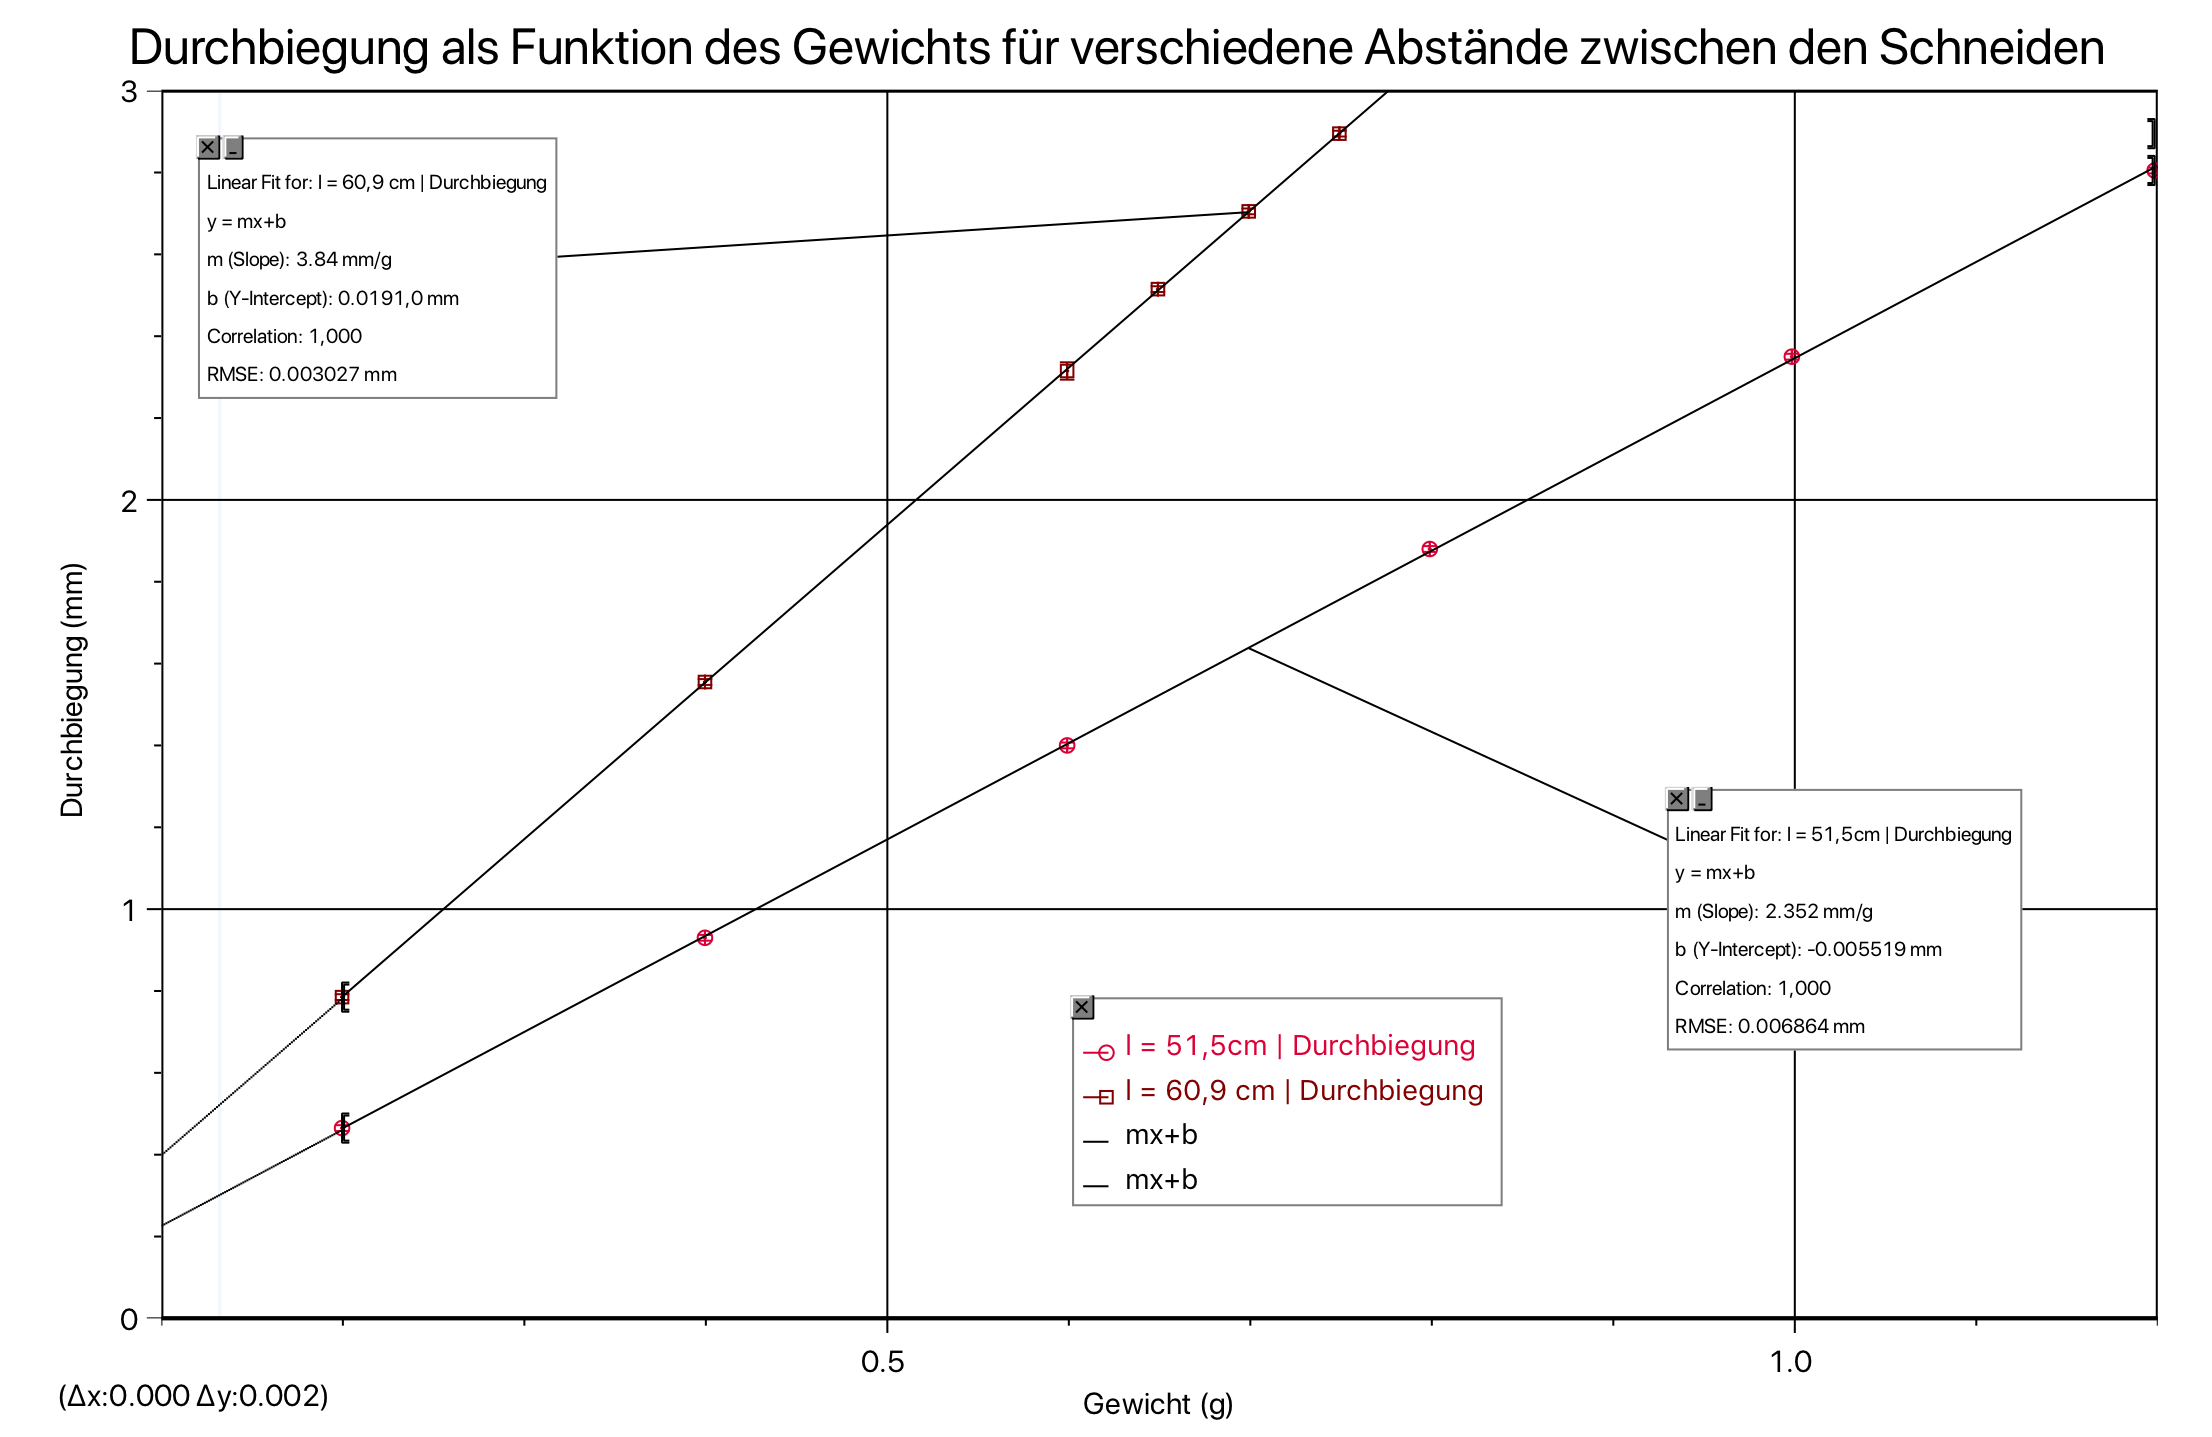 Durchbiegung als Funktion des Gewichts für verschiedene Abstände zwischen den Schneiden
3
Linear Fit for: l = 60,9 cm | Durchbiegung
y = mx+b
m (Slope): 3.84 mm/g
b (Y-Intercept): 0.0191,0 mm
Correlation: 1,000
RMSE: 0.003027 mm
2
Durchbiegung (mm)
Linear Fit for: l = 51,5cm | Durchbiegung
y = mx+b
m (Slope): 2.352 mm/g
b (Y-Intercept): -0.005519 mm
Correlation: 1,000
RMSE: 0.006864 mm
1
l = 51,5cm | Durchbiegung
l = 60,9 cm | Durchbiegung
mx+b
mx+b
0
0.5
1.0
(Δx:0.000 Δy:0.002)
Gewicht (g)